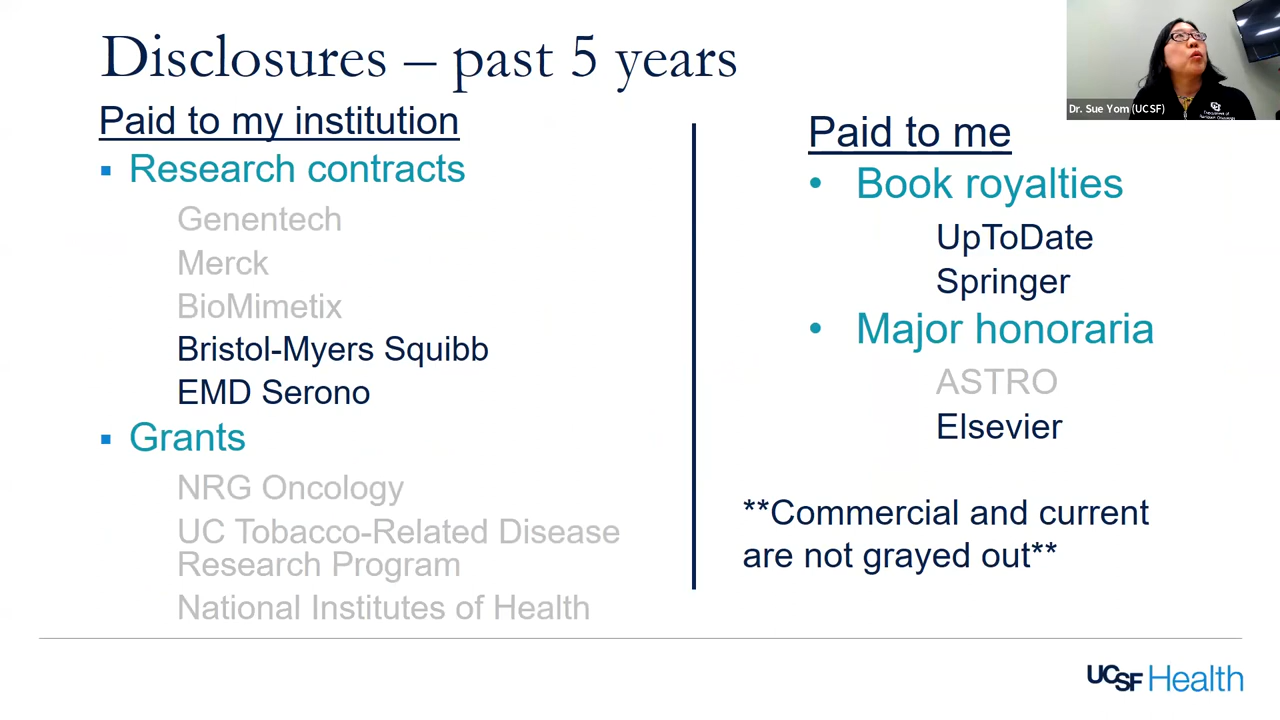 Disclosures – past 5 years
Paid to my institution
▪ Research contracts
Genentech
Merck
BioMimetix
Bristol-Myers Squibb
EMD Serono
▪ Grants
NRG Oncology
UC Tobacco-Related Disease
Research Program
National Institutes of Health
Paid to me
• Book royalties
UpToDate
Springer
• Major honoraria
ASTRO
Elsevier
**Commercial and current
are not grayed out**
Dr. Sue Yom (UCSF)
UCSF Health